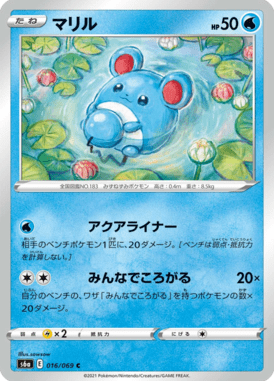 たね マリル HP50
全国図鑑NO.183 みずねずみポケモン 高さ:0.4m 重さ:8.5kg
アクアライナー
相手のベンチポケモン1匹に、20ダメージ。[ベンチは弱点・抵抗力
を計算しない。]
みんなでころがる 20×
自分のベンチの、ワザ「みんなでころがる」を持つポケモンの数×
20ダメージ。
弱点 ×2 抵抗力 にげる
Illus.
S6a E 016/069 C ©2021 Pokémon/Nintendo/Creatures/GAME FREAK.